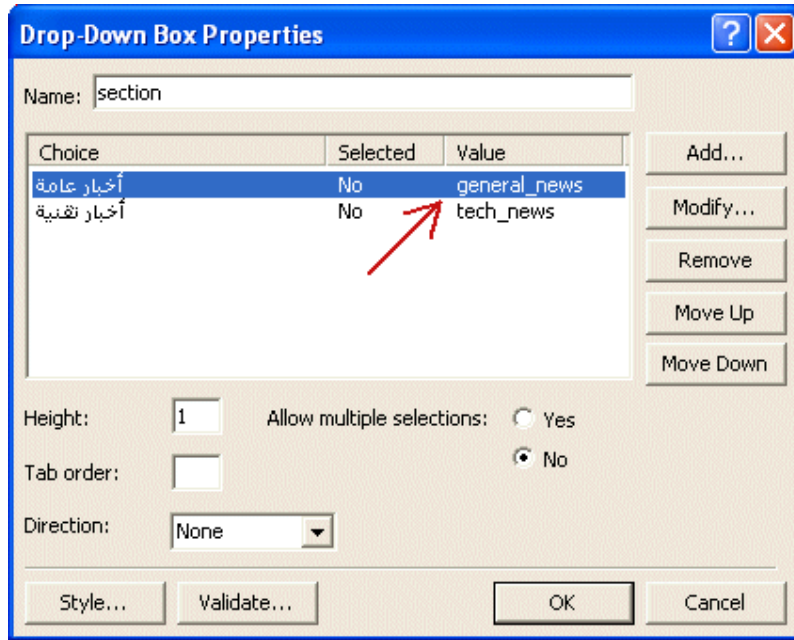 Drop-Down Box Properties
Name: section
Choice Selected Value Add...
أخبار عامة No general_news
أخبار تقنية No tech_news Modify...
Remove
Move Up
Move Down
Height: 1 Allow multiple selections: Yes
No
Tab order:
Direction: None
Style... Validate... OK Cancel